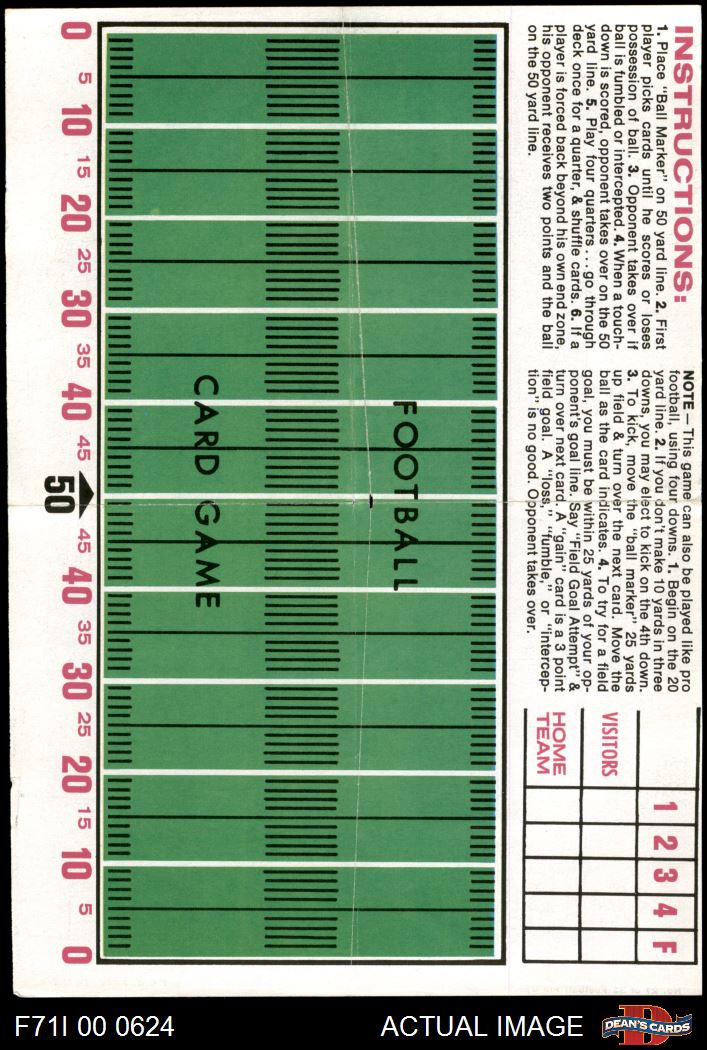 INSTRUCTIONS:
1. Place "Ball Marker" on 50 yard line. 2. First
player picks cards until he scores or loses
possession of ball. 3. Opponent takes over if
ball is fumbled or intercepted. 4. When a touch-
down is scored, opponent takes over on the 50
yard line. 5. Play four quarters . . . go through
deck once for a quarter, & shuffle cards. 6. If a
player is forced back beyond his own end zone,
his opponent receives two points and the ball
on the 50 yard line.
NOTE — This game can also be played like pro
football, using four downs. 1. Begin on the 20
yard line. 2. If you don't make 10 yards in three
downs, you may elect to kick on the 4th down.
3. To kick, move the "ball marker" 25 yards
up field & turn over the next card. Move the
ball as the card indicates. 4. To try for a field
goal, you must be within 25 yards of your op-
ponent's goal line. Say "Field Goal Attempt" &
turn over next card. A "gain" card is a 3 point
field goal. A "loss," "fumble," or "intercep-
tion" is no good. Opponent takes over.
1 2 3 4 F
VISITORS
HOME
TEAM
FOOTBALL
CARD GAME
0 5 10 15 20 25 30 35 40 45 50 45 40 35 30 25 20 15 10 5 0
F71I 00 0624
ACTUAL IMAGE
D
DEAN'S CARDS